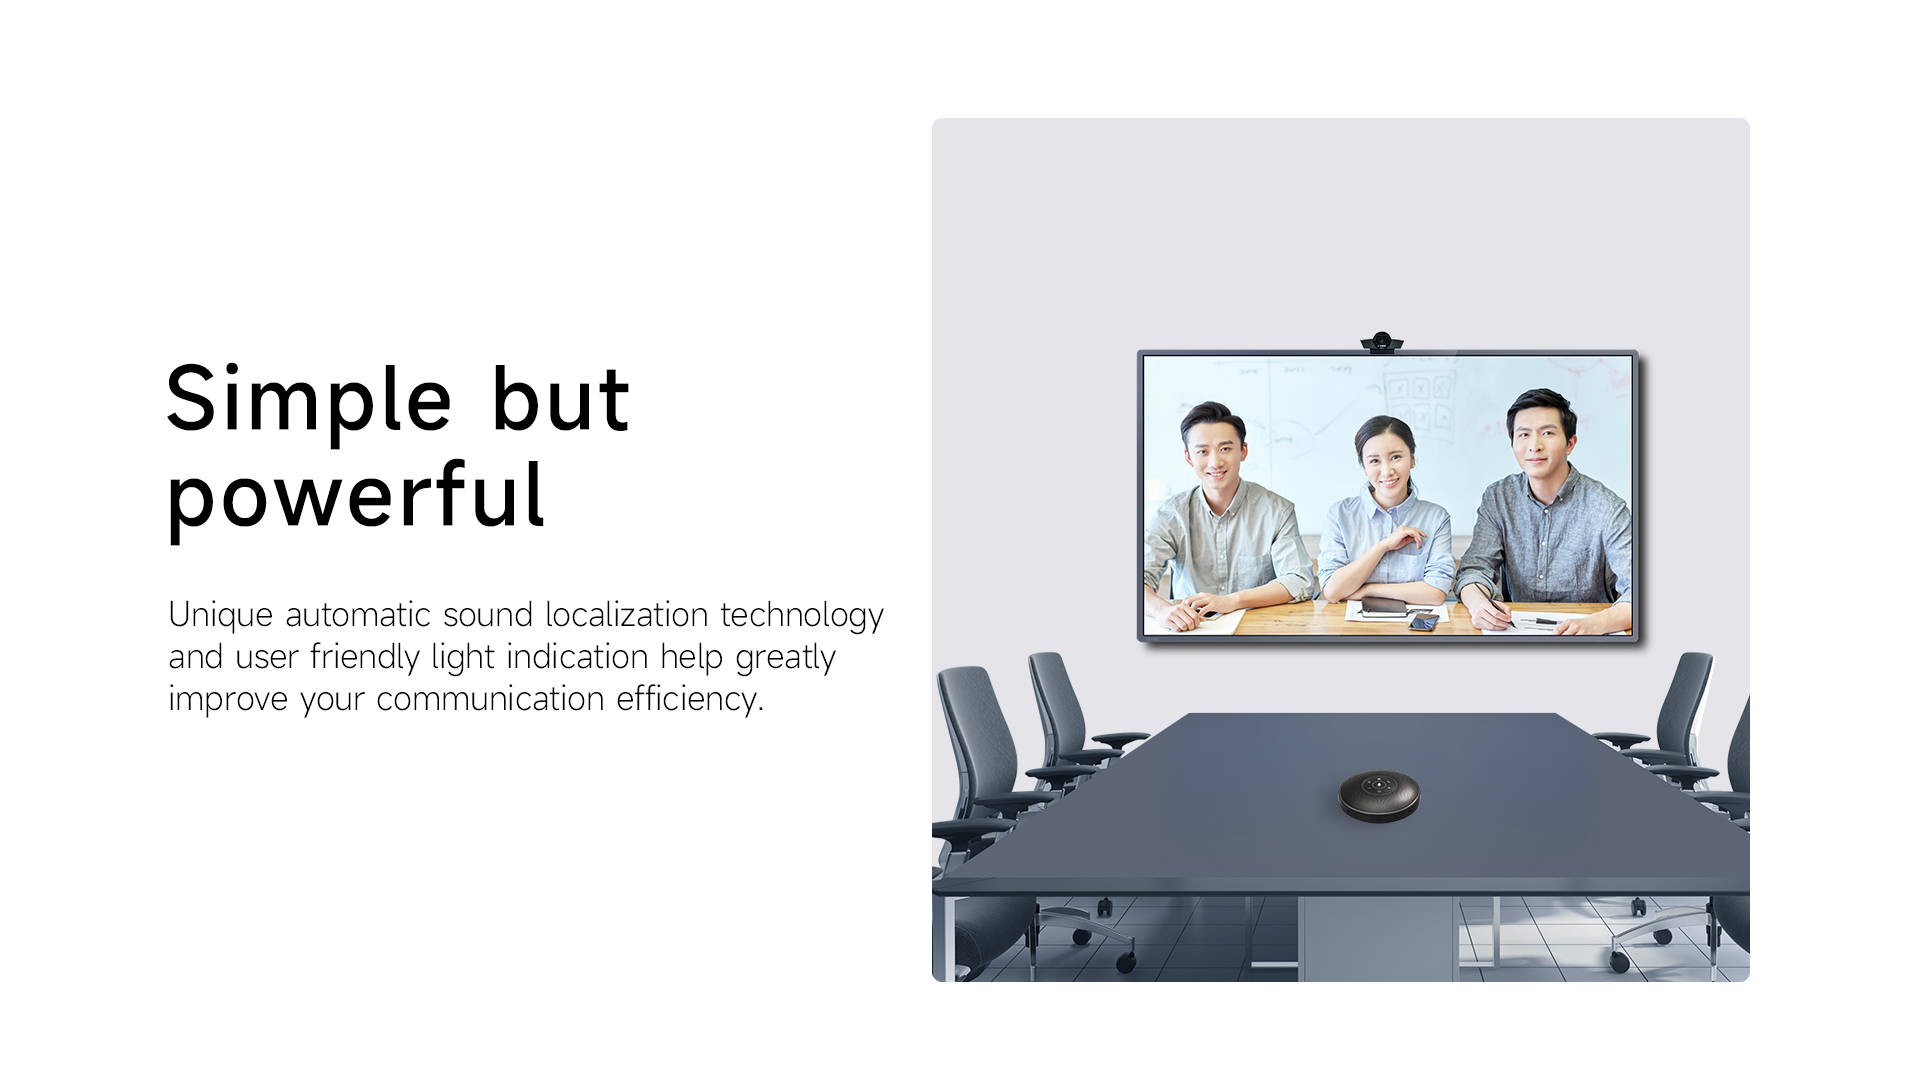 Simple but
powerful
Unique automatic sound localization technology
and user friendly light indication help greatly
improve your communication efficiency.